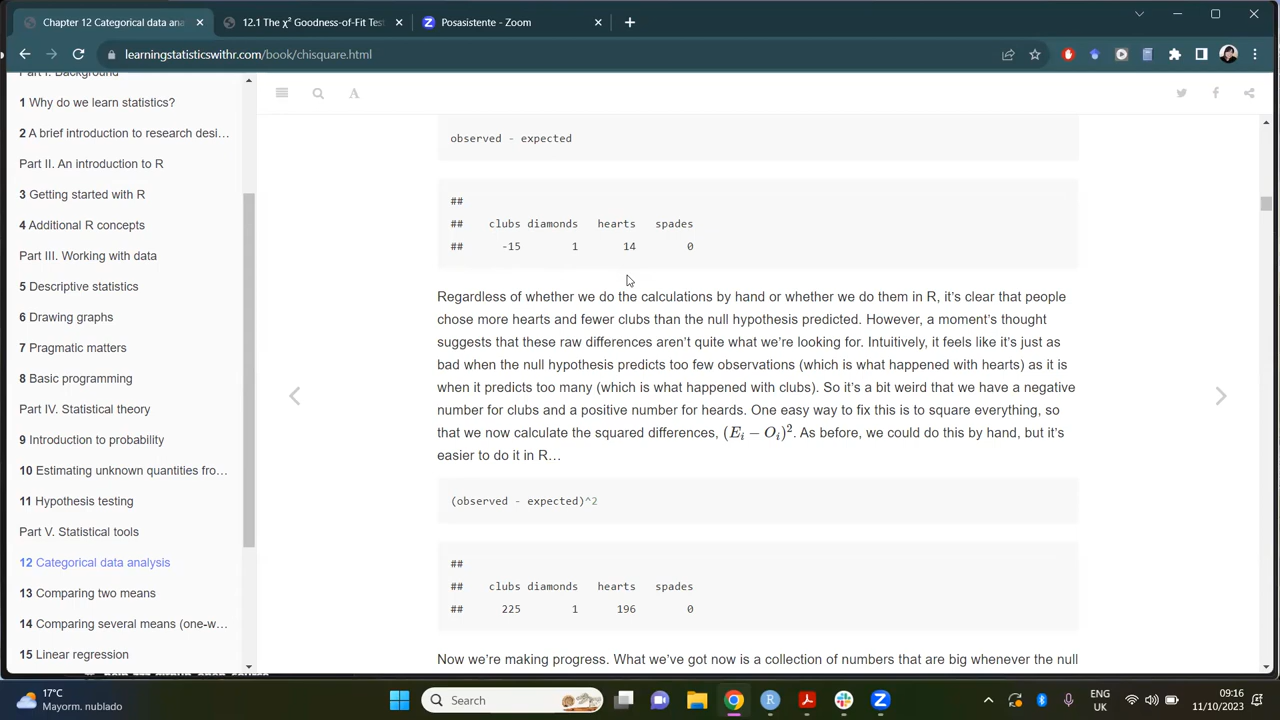 Chapter 12 Categorical data ana
12.1 The χ² Goodness-of-Fit Tes
Posasistente - Zoom
learningstatisticswithr.com/book/chisquare.html
Part I. Background
1 Why do we learn statistics?
2 A brief introduction to research desi...
Part II. An introduction to R
3 Getting started with R
4 Additional R concepts
Part III. Working with data
5 Descriptive statistics
6 Drawing graphs
7 Pragmatic matters
8 Basic programming
Part IV. Statistical theory
9 Introduction to probability
10 Estimating unknown quantities fro...
11 Hypothesis testing
Part V. Statistical tools
12 Categorical data analysis
13 Comparing two means
14 Comparing several means (one-w...
15 Linear regression
A
observed - expected
##
## clubs diamonds hearts spades
## -15 1 14 0
Regardless of whether we do the calculations by hand or whether we do them in R, it's clear that people
chose more hearts and fewer clubs than the null hypothesis predicted. However, a moment's thought
suggests that these raw differences aren't quite what we're looking for. Intuitively, it feels like it's just as
bad when the null hypothesis predicts too few observations (which is what happened with hearts) as it is
when it predicts too many (which is what happened with clubs). So it's a bit weird that we have a negative
number for clubs and a positive number for heards. One easy way to fix this is to square everything, so
that we now calculate the squared differences, (Eᵢ − Oᵢ)². As before, we could do this by hand, but it's
easier to do it in R…
(observed - expected)^2
##
## clubs diamonds hearts spades
## 225 1 196 0
Now we're making progress. What we've got now is a collection of numbers that are big whenever the null
17°C
Mayorm. nublado
Search
ENG
UK
09:16
11/10/2023